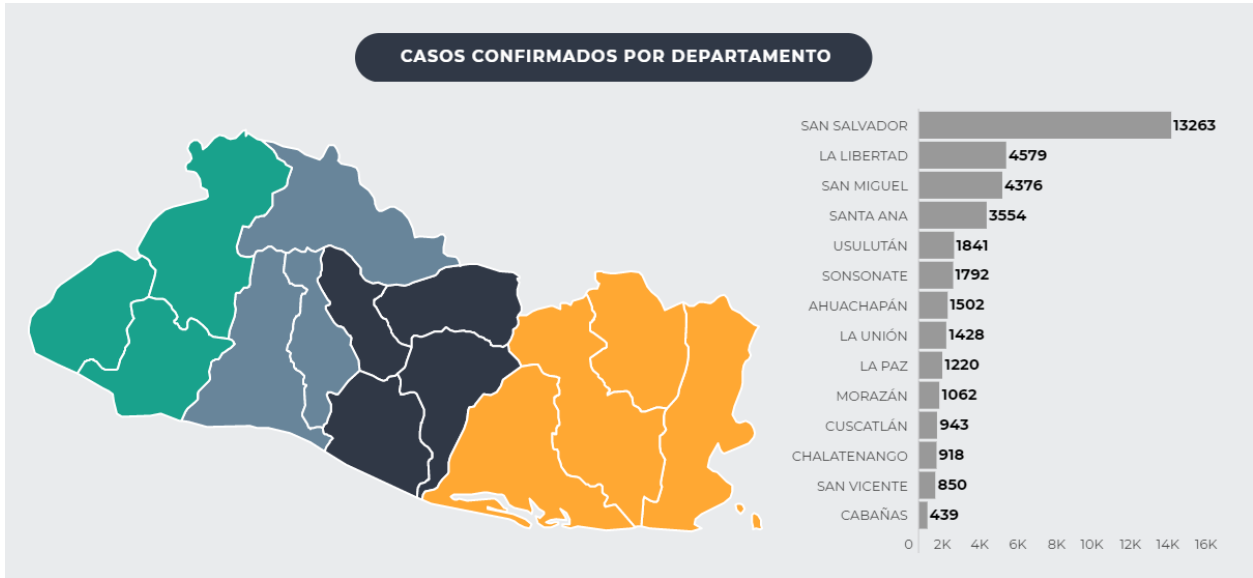 CASOS CONFIRMADOS POR DEPARTAMENTO
SAN SALVADOR 13263
LA LIBERTAD 4579
SAN MIGUEL 4376
SANTA ANA 3554
USULUTÁN 1841
SONSONATE 1792
AHUACHAPÁN 1502
LA UNIÓN 1428
LA PAZ 1220
MORAZÁN 1062
CUSCATLÁN 943
CHALATENANGO 918
SAN VICENTE 850
CABAÑAS 439
0 2K 4K 6K 8K 10K 12K 14K 16K